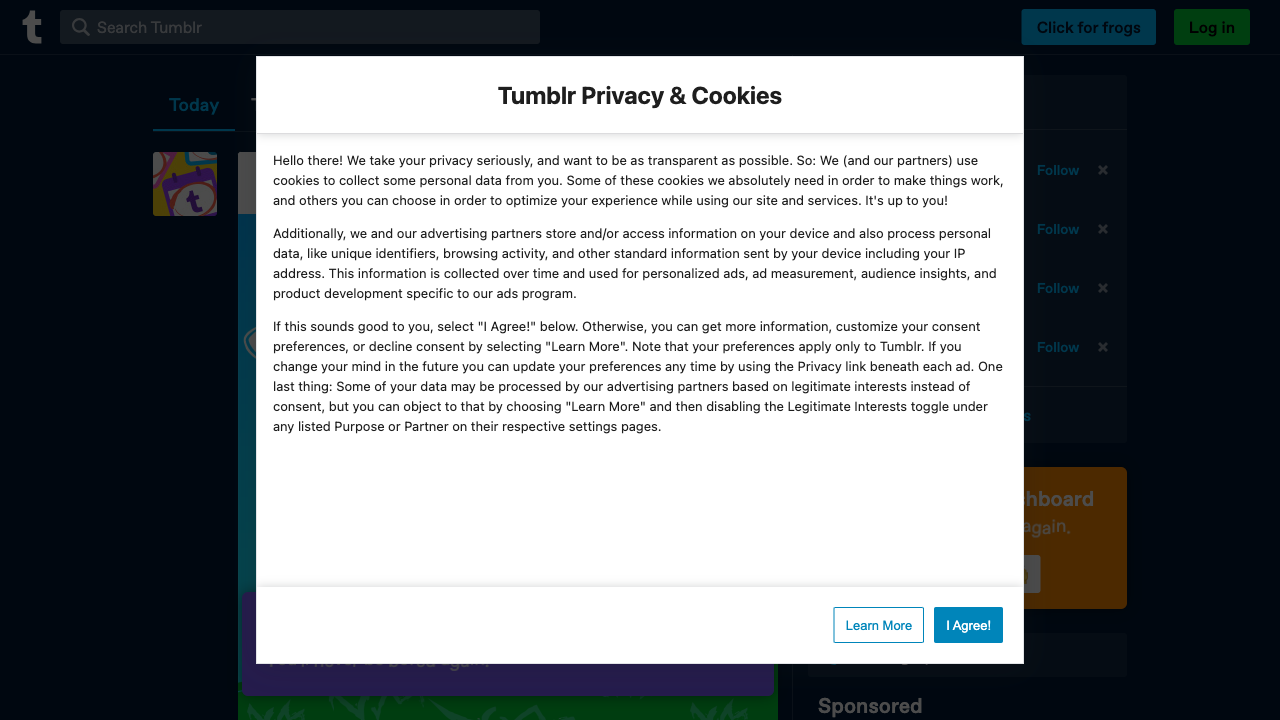 Search Tumblr
Click for frogs
Log in
Tumblr Privacy & Cookies
Today
Hello there! We take your privacy seriously, and want to be as transparent as possible. So: We (and our partners) use
cookies to collect some personal data from you. Some of these cookies we absolutely need in order to make things work,
and others you can choose in order to optimize your experience while using our site and services. It's up to you!
Additionally, we and our advertising partners store and/or access information on your device and also process personal
data, like unique identifiers, browsing activity, and other standard information sent by your device including your IP
address. This information is collected over time and used for personalized ads, ad measurement, audience insights, and
product development specific to our ads program.
If this sounds good to you, select "I Agree!" below. Otherwise, you can get more information, customize your consent
preferences, or decline consent by selecting "Learn More". Note that your preferences apply only to Tumblr. If you
change your mind in the future you can update your preferences any time by using the Privacy link beneath each ad. One
last thing: Some of your data may be processed by our advertising partners based on legitimate interests instead of
consent, but you can object to that by choosing "Learn More" and then disabling the Legitimate Interests toggle under
any listed Purpose or Partner on their respective settings pages.
Learn More
I Agree!
Follow
Follow
Follow
Follow
again.
Sponsored